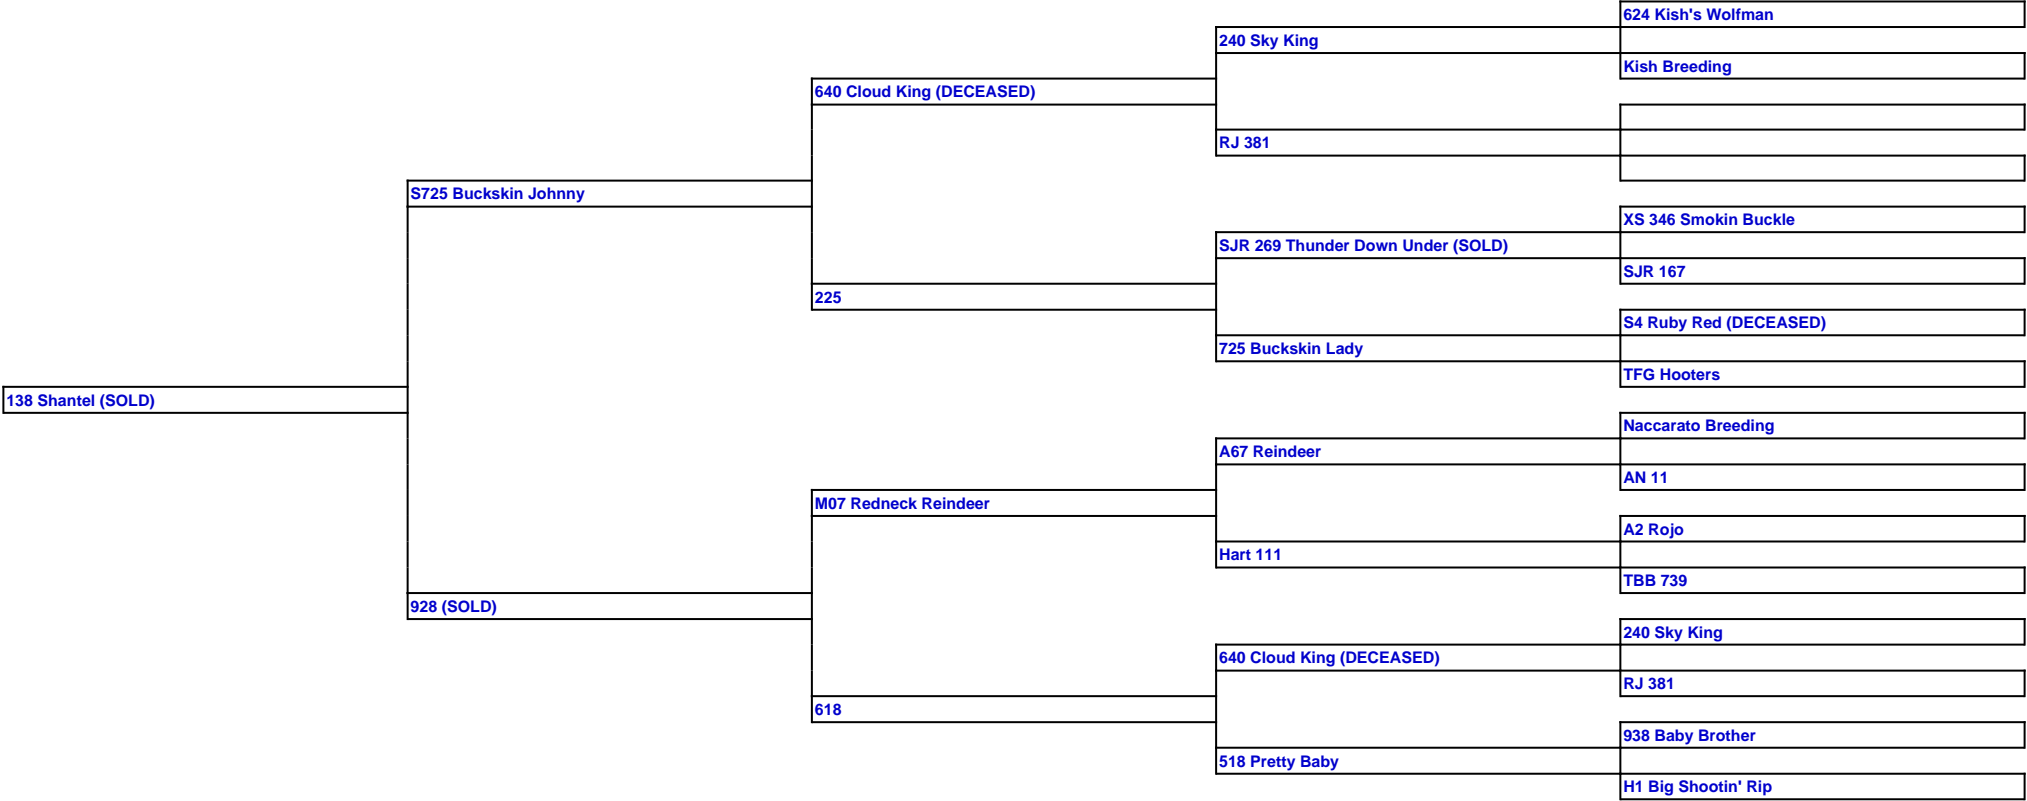 624 Kish's Wolfman
240 Sky King
Kish Breeding
640 Cloud King (DECEASED)
RJ 381
S725 Buckskin Johnny
XS 346 Smokin Buckle
SJR 269 Thunder Down Under (SOLD)
SJR 167
225
S4 Ruby Red (DECEASED)
725 Buckskin Lady
TFG Hooters
138 Shantel (SOLD)
Naccarato Breeding
A67 Reindeer
AN 11
M07 Redneck Reindeer
A2 Rojo
Hart 111
TBB 739
928 (SOLD)
240 Sky King
640 Cloud King (DECEASED)
RJ 381
618
938 Baby Brother
518 Pretty Baby
H1 Big Shootin' Rip